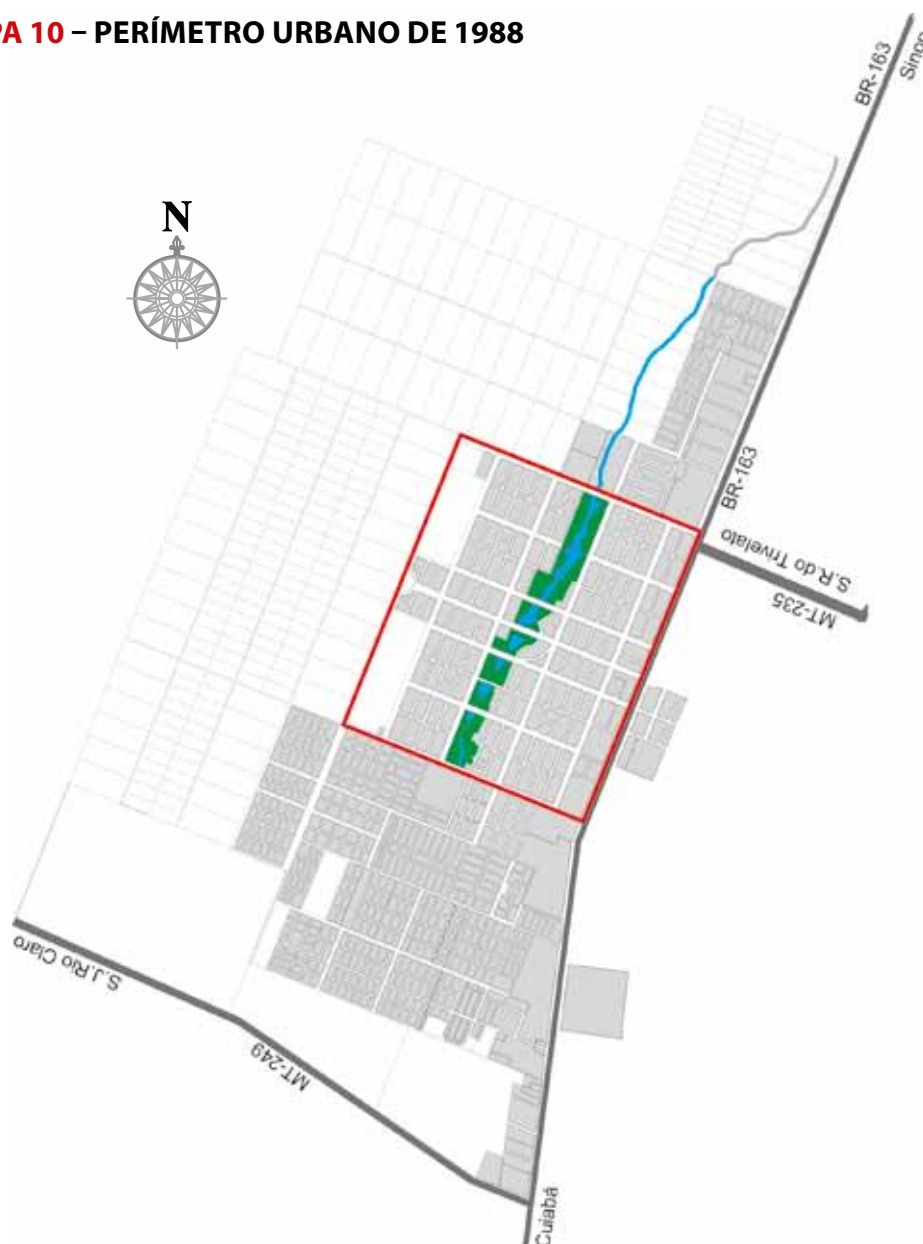 PA 10 – PERÍMETRO URBANO DE 1988
BR-163
Sinop
N
BR-163
S.R.do Trivelato
MT-235
S.J.Rio Claro
MT-249
Cuiabá